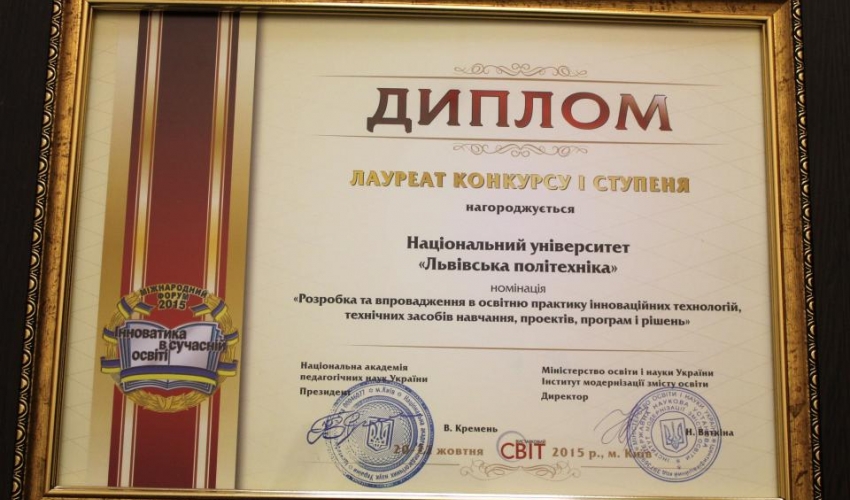 ДИПЛОМ
ЛАУРЕАТ КОНКУРСУ І СТУПЕНЯ
нагороджується
Національний університет
«Львівська політехніка»
номінація
«Розробка та впровадження в освітню практику інноваційних технологій,
технічних засобів навчання, проектів, програм і рішень»
МІЖНАРОДНИЙ
ФОРУМ
2015
Інноватика
в сучасній
освіті
Національна академія
педагогічних наук України
Президент
В. Кремень
Міністерство освіти і науки України
Інститут модернізації змісту освіти
Директор
Н. Вяткіна
жовтня СВІТ 2015 р., м. Київ